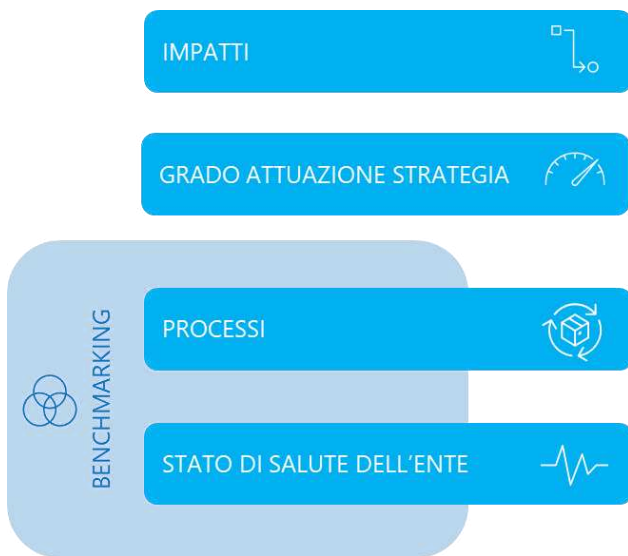 IMPATTI
GRADO ATTUAZIONE STRATEGIA
PROCESSI
BENCHMARKING
STATO DI SALUTE DELL'ENTE